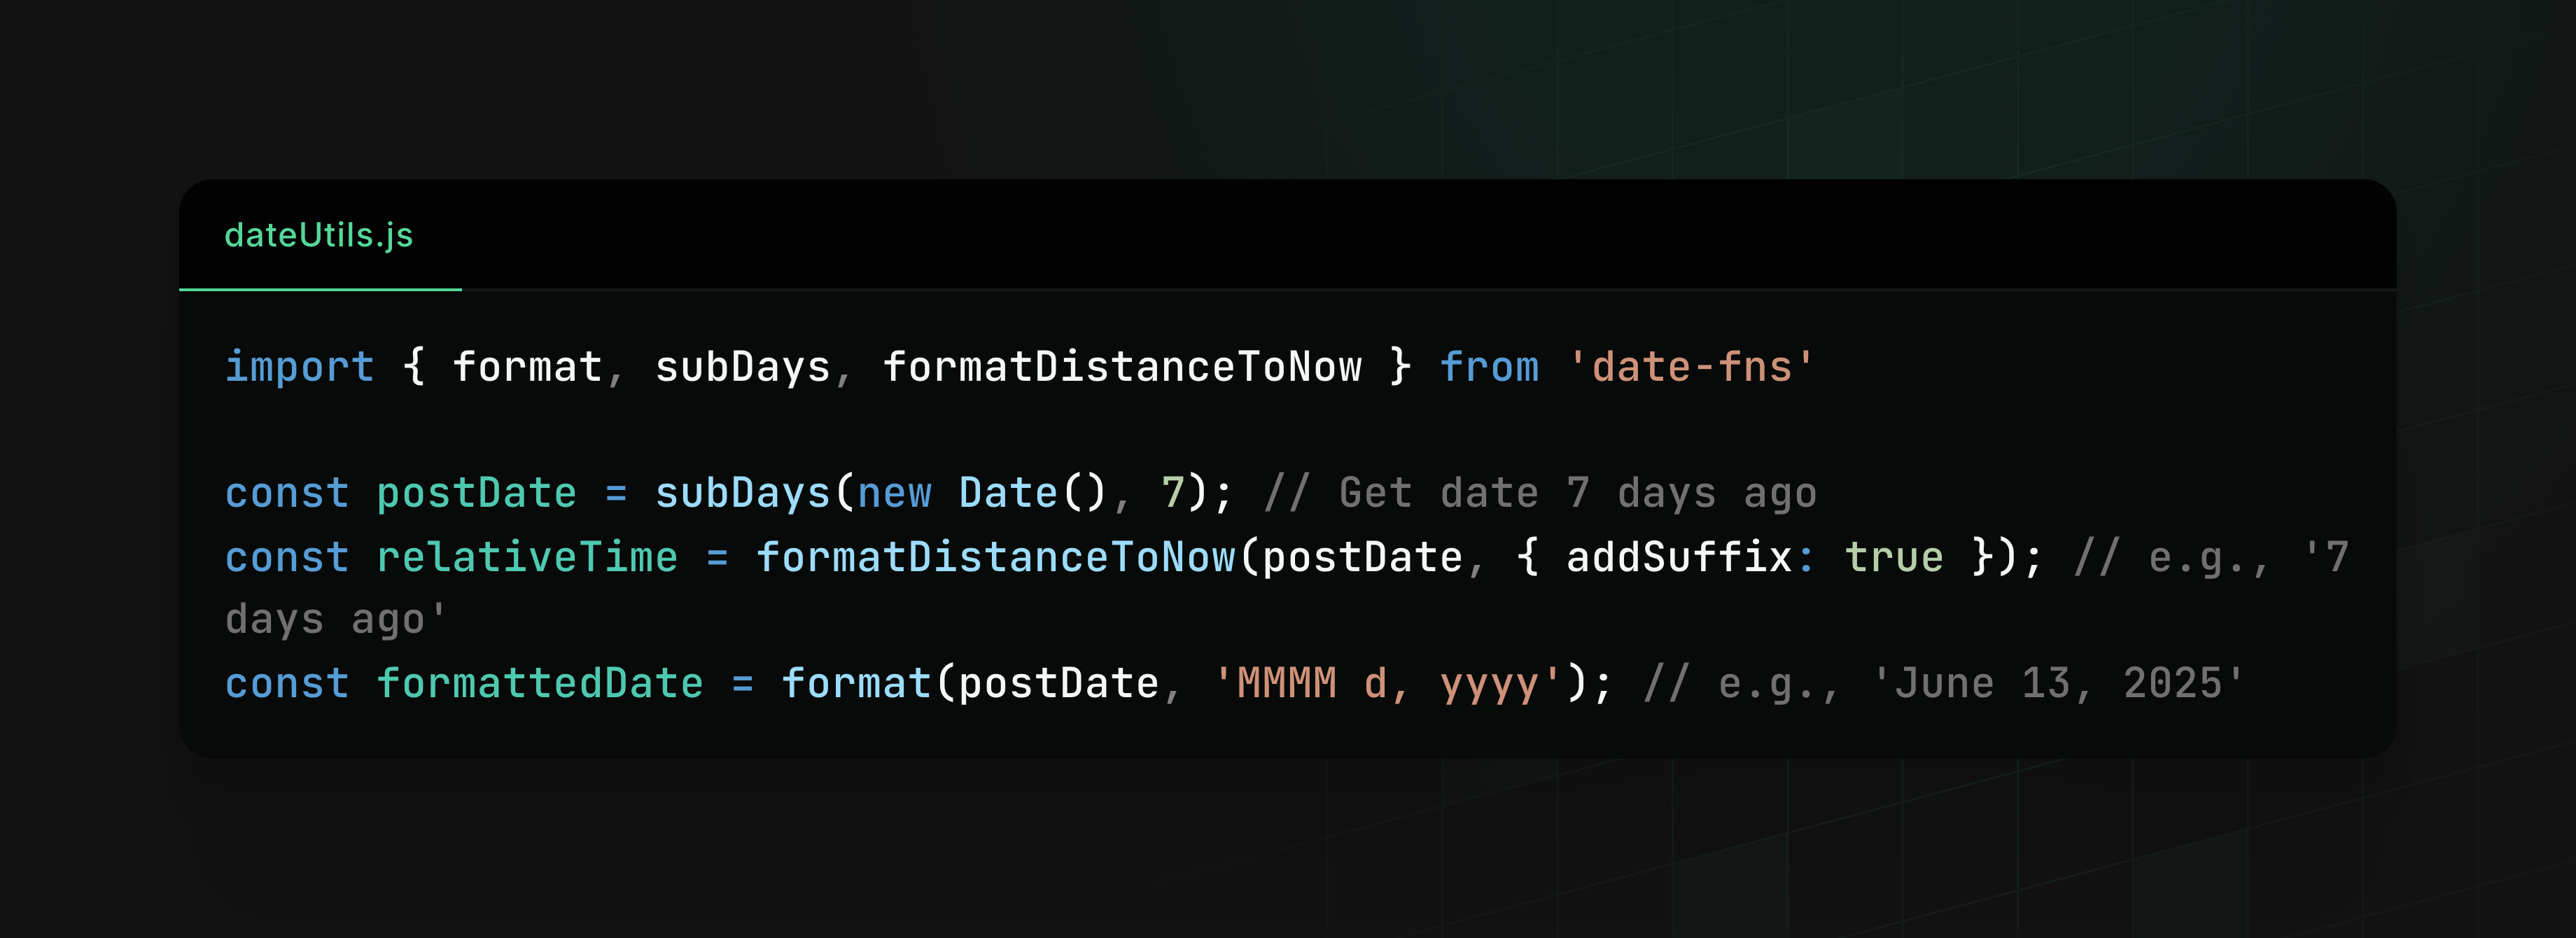 dateUtils.js
import { format, subDays, formatDistanceToNow } from 'date-fns'
const postDate = subDays(new Date(), 7); // Get date 7 days ago
const relativeTime = formatDistanceToNow(postDate, { addSuffix: true }); // e.g., '7
days ago'
const formattedDate = format(postDate, 'MMMM d, yyyy'); // e.g., 'June 13, 2025'